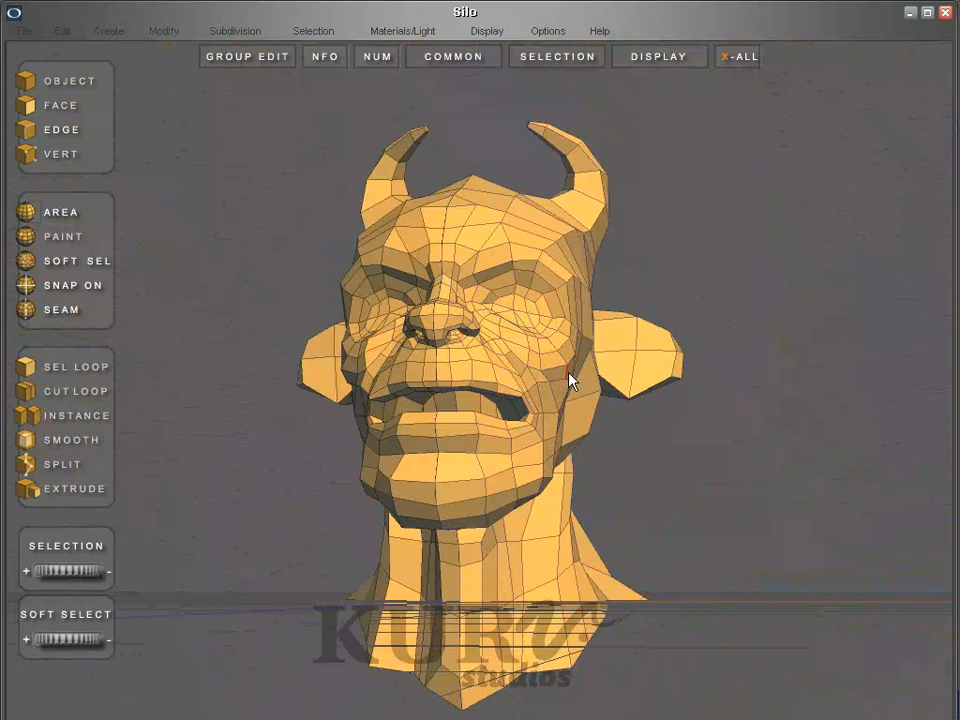 Silo
File Edit Create Modify Subdivision Selection Materials/Light Display Options Help
GROUP EDIT NFO NUM COMMON SELECTION DISPLAY X-ALL
OBJECT
FACE
EDGE
VERT
AREA
PAINT
SOFT SEL
SNAP ON
SEAM
SEL LOOP
CUT LOOP
INSTANCE
SMOOTH
SPLIT
EXTRUDE
SELECTION
+ -
SOFT SELECT
+ -
KURV
studios